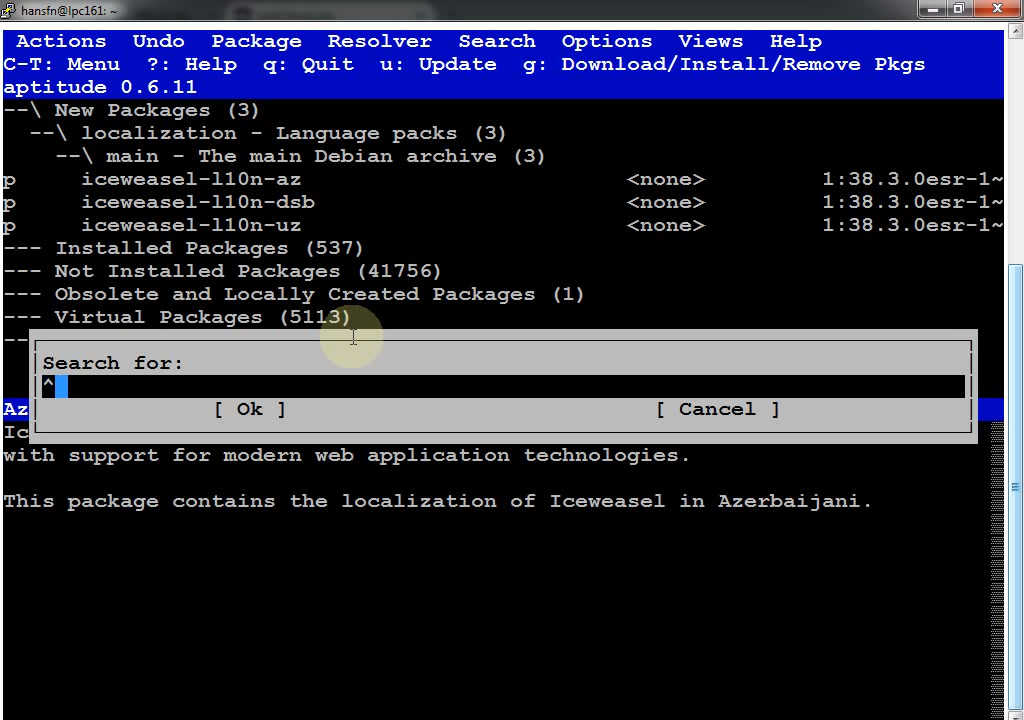 hansfn@lpc161: ~
Actions Undo Package Resolver Search Options Views Help
C-T: Menu ?: Help q: Quit u: Update g: Download/Install/Remove Pkgs
aptitude 0.6.11
--\ New Packages (3)
--\ localization - Language packs (3)
--\ main - The main Debian archive (3)
p iceweasel-l10n-az <none> 1:38.3.0esr-1~
p iceweasel-l10n-dsb <none> 1:38.3.0esr-1~
p iceweasel-l10n-uz <none> 1:38.3.0esr-1~
--- Installed Packages (537)
--- Not Installed Packages (41756)
--- Obsolete and Locally Created Packages (1)
--- Virtual Packages (5113)
--
Search for:
^
Az [ Ok ] [ Cancel ]
Ic
with support for modern web application technologies.
This package contains the localization of Iceweasel in Azerbaijani.